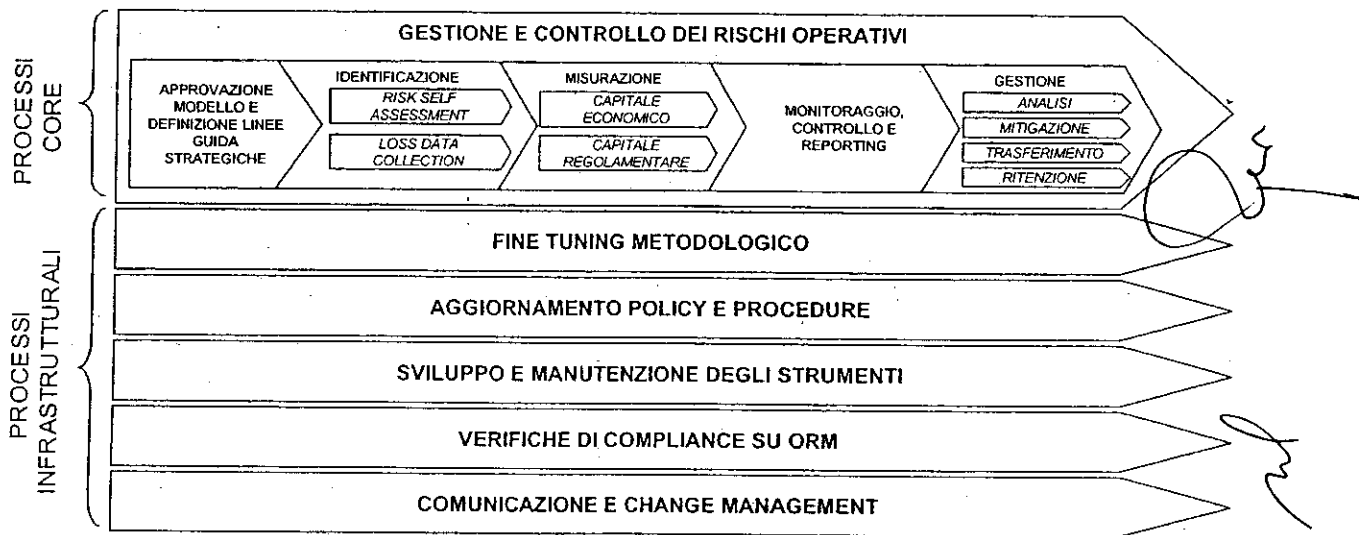 PROCESSI
CORE
GESTIONE E CONTROLLO DEI RISCHI OPERATIVI
APPROVAZIONE
MODELLO E
DEFINIZIONE LINEE
GUIDA
STRATEGICHE
IDENTIFICAZIONE
RISK SELF
ASSESSMENT
LOSS DATA
COLLECTION
MISURAZIONE
CAPITALE
ECONOMICO
CAPITALE
REGOLAMENTARE
MONITORAGGIO,
CONTROLLO E
REPORTING
GESTIONE
ANALISI
MITIGAZIONE
TRASFERIMENTO
RITENZIONE
PROCESSI
INFRASTRUTTURALI
FINE TUNING METODOLOGICO
AGGIORNAMENTO POLICY E PROCEDURE
SVILUPPO E MANUTENZIONE DEGLI STRUMENTI
VERIFICHE DI COMPLIANCE SU ORM
COMUNICAZIONE E CHANGE MANAGEMENT